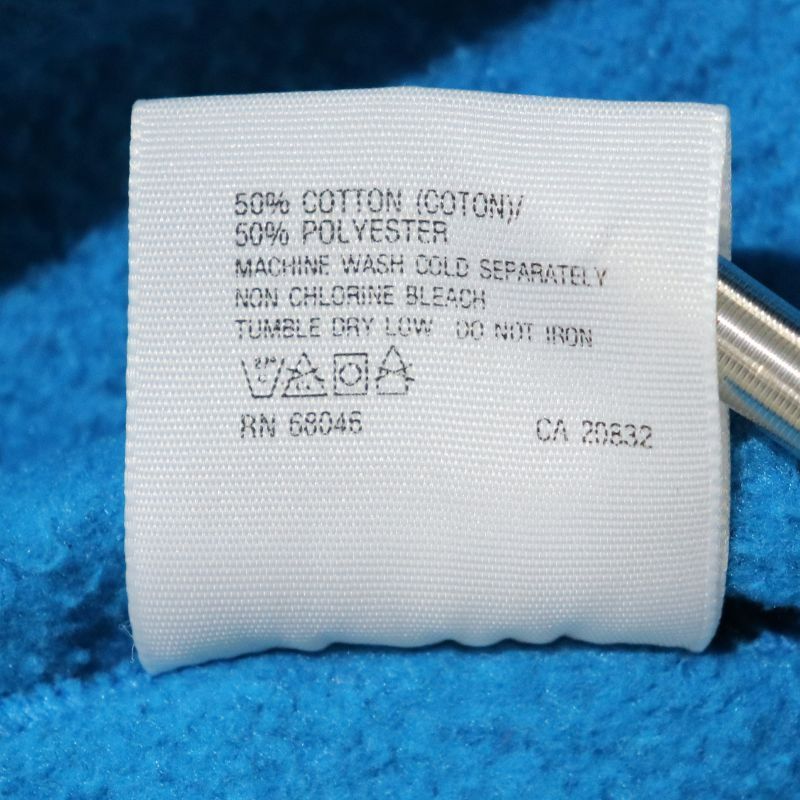 50% COTTON (COTON)/
50% POLYESTER
MACHINE WASH COLD SEPARATELY
NON CHLORINE BLEACH
TUMBLE DRY LOW DO NOT IRON
RN 68046 CA 20832